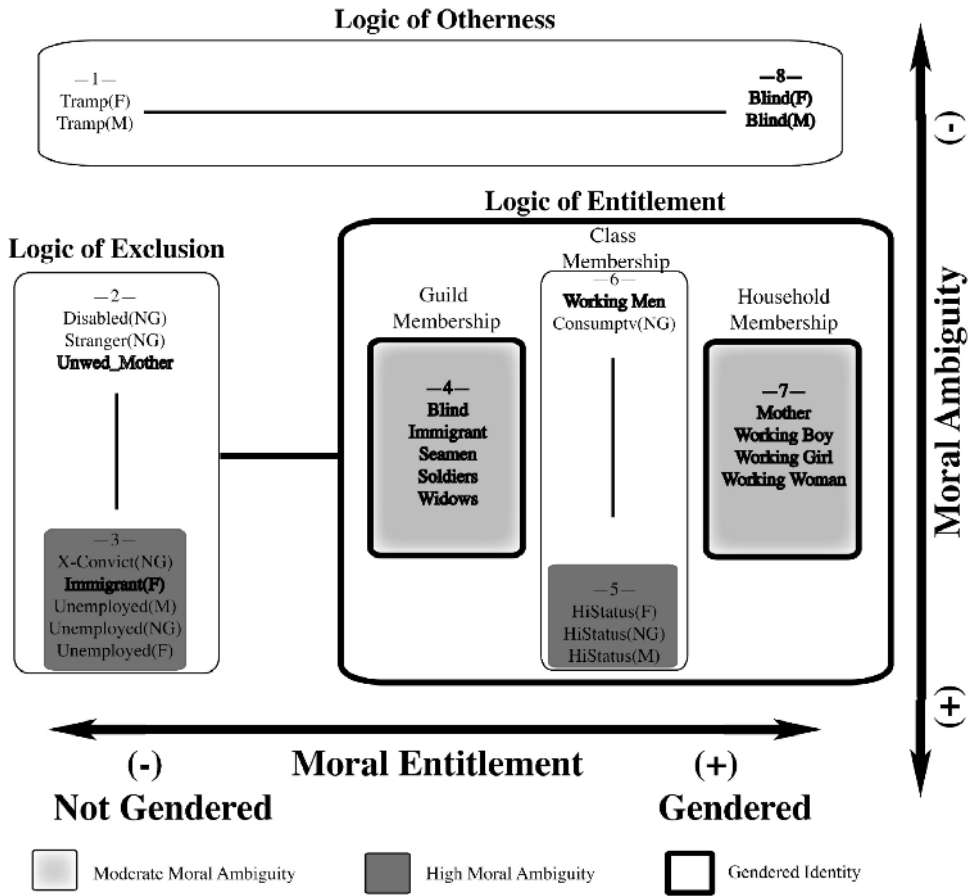 Logic of Otherness
—1—
Tramp(F)
Tramp(M)
—8—
Blind(F)
Blind(M)
(-)
Logic of Exclusion
—2—
Disabled(NG)
Stranger(NG)
Unwed_Mother
—3—
X-Convict(NG)
Immigrant(F)
Unemployed(M)
Unemployed(NG)
Unemployed(F)
Logic of Entitlement
Guild
Membership
—4—
Blind
Immigrant
Seamen
Soldiers
Widows
Class
Membership
—6—
Working Men
Consumptv(NG)
—5—
HiStatus(F)
HiStatus(NG)
HiStatus(M)
Household
Membership
—7—
Mother
Working Boy
Working Girl
Working Woman
Moral Ambiguity
(+)
(-)
Moral Entitlement
(+)
Not Gendered
Gendered
Moderate Moral Ambiguity
High Moral Ambiguity
Gendered Identity